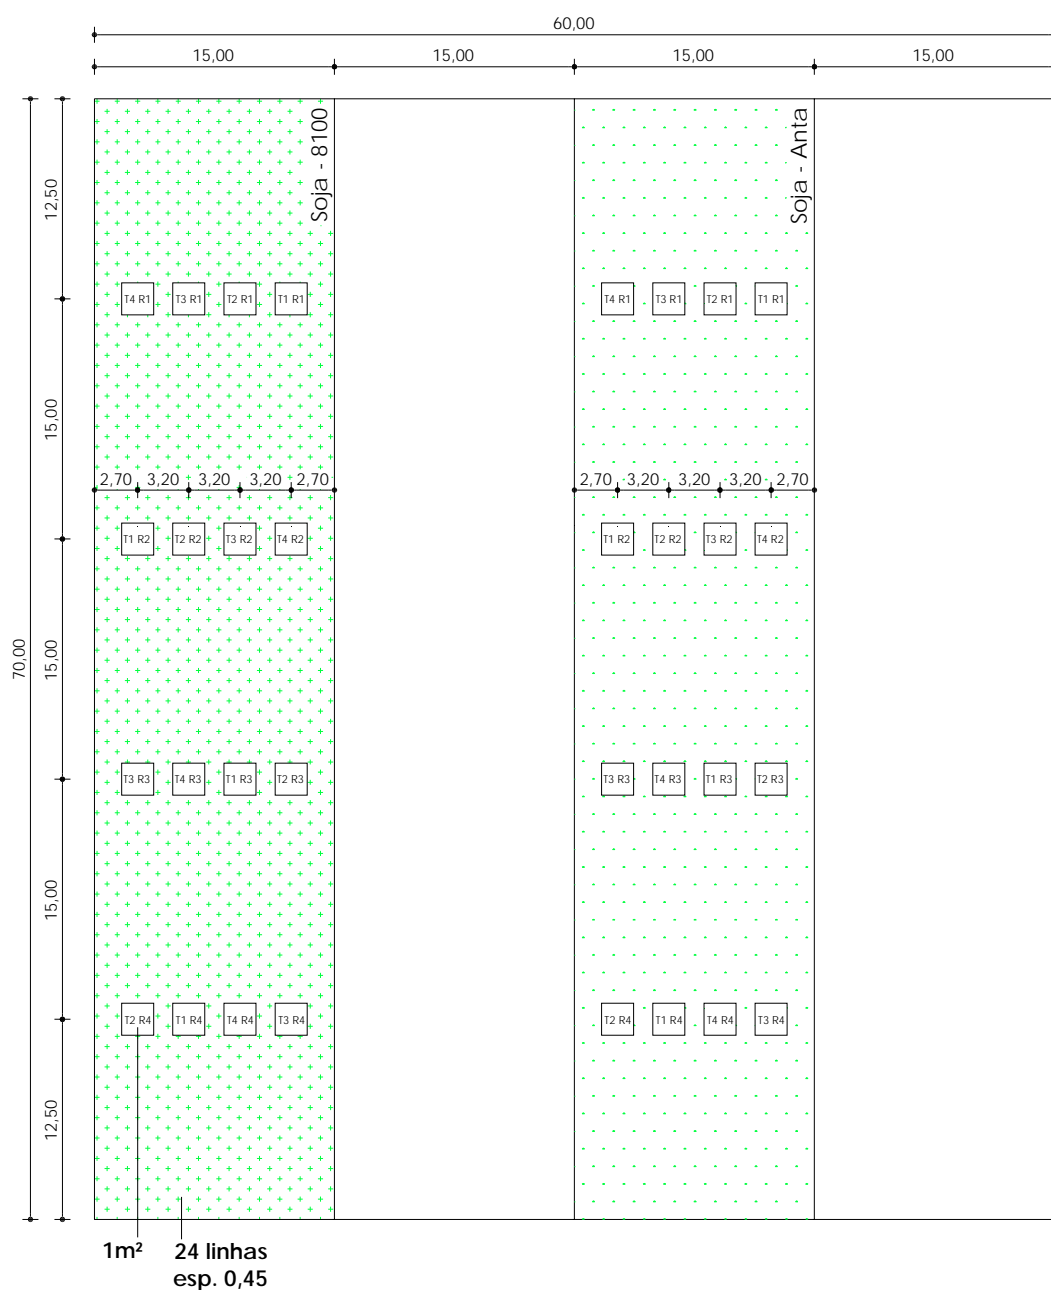 60,00
15,00 15,00 15,00 15,00
Soja - 8100
Soja - Anta
12,50
T4 R1 T3 R1 T2 R1 T1 R1
T4 R1 T3 R1 T2 R1 T1 R1
15,00
2,70 3,20 3,20 3,20 2,70
2,70 3,20 3,20 3,20 2,70
T1 R2 T2 R2 T3 R2 T4 R2
T1 R2 T2 R2 T3 R2 T4 R2
70,00
15,00
T3 R3 T4 R3 T1 R3 T2 R3
T3 R3 T4 R3 T1 R3 T2 R3
15,00
T2 R4 T1 R4 T4 R4 T3 R4
T2 R4 T1 R4 T4 R4 T3 R4
12,50
1m²
24 linhas
esp. 0,45